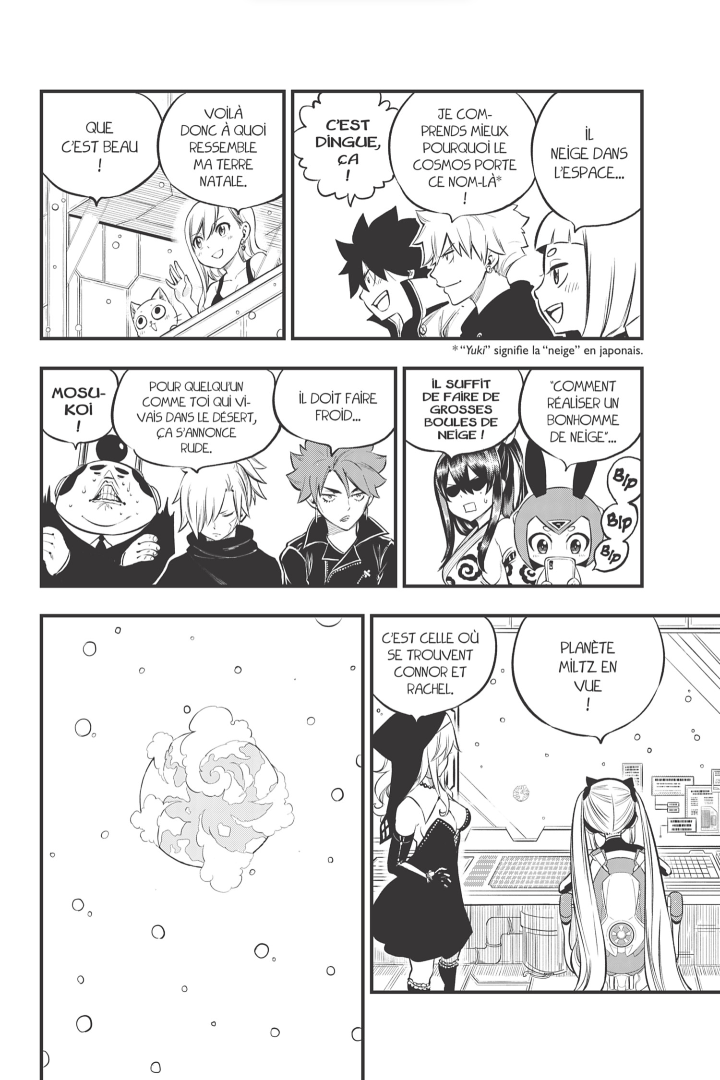 IL
NEIGE DANS
L'ESPACE...
JE COM-
PRENDS MIEUX
POURQUOI LE
COSMOS PORTE
CE NOM-LÀ*
!
C'EST
DINGUE,
ÇA
!
* "Yuki" signifie la "neige" en japonais.
VOILÀ
DONC À QUOI
RESSEMBLE
MA TERRE
NATALE.
QUE
C'EST BEAU
!
"COMMENT
RÉALISER UN
BONHOMME
DE NEIGE"...
BIP
BIP
BIP
IL SUFFIT
DE FAIRE DE
GROSSES
BOULES DE
NEIGE !
IL DOIT FAIRE
FROID...
POUR QUELQU'UN
COMME TOI QUI VI-
VAIS DANS LE DÉSERT,
ÇA S'ANNONCE
RUDE.
MOSU-
KOI
!
PLANÈTE
MILTZ EN
VUE
!
C'EST CELLE OÙ
SE TROUVENT
CONNOR ET
RACHEL.